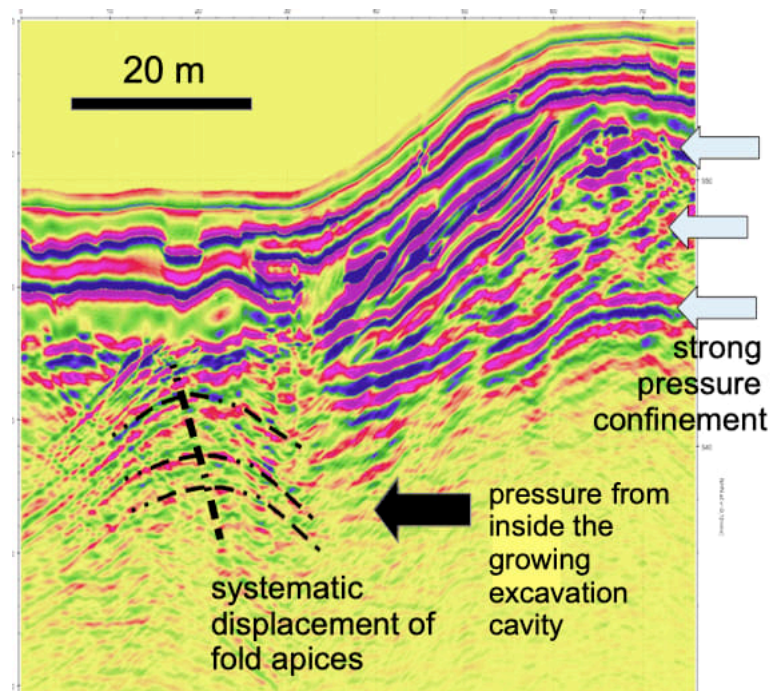 20 m
strong
pressure
confinement
pressure from
inside the
growing
excavation
cavity
systematic
displacement of
fold apices